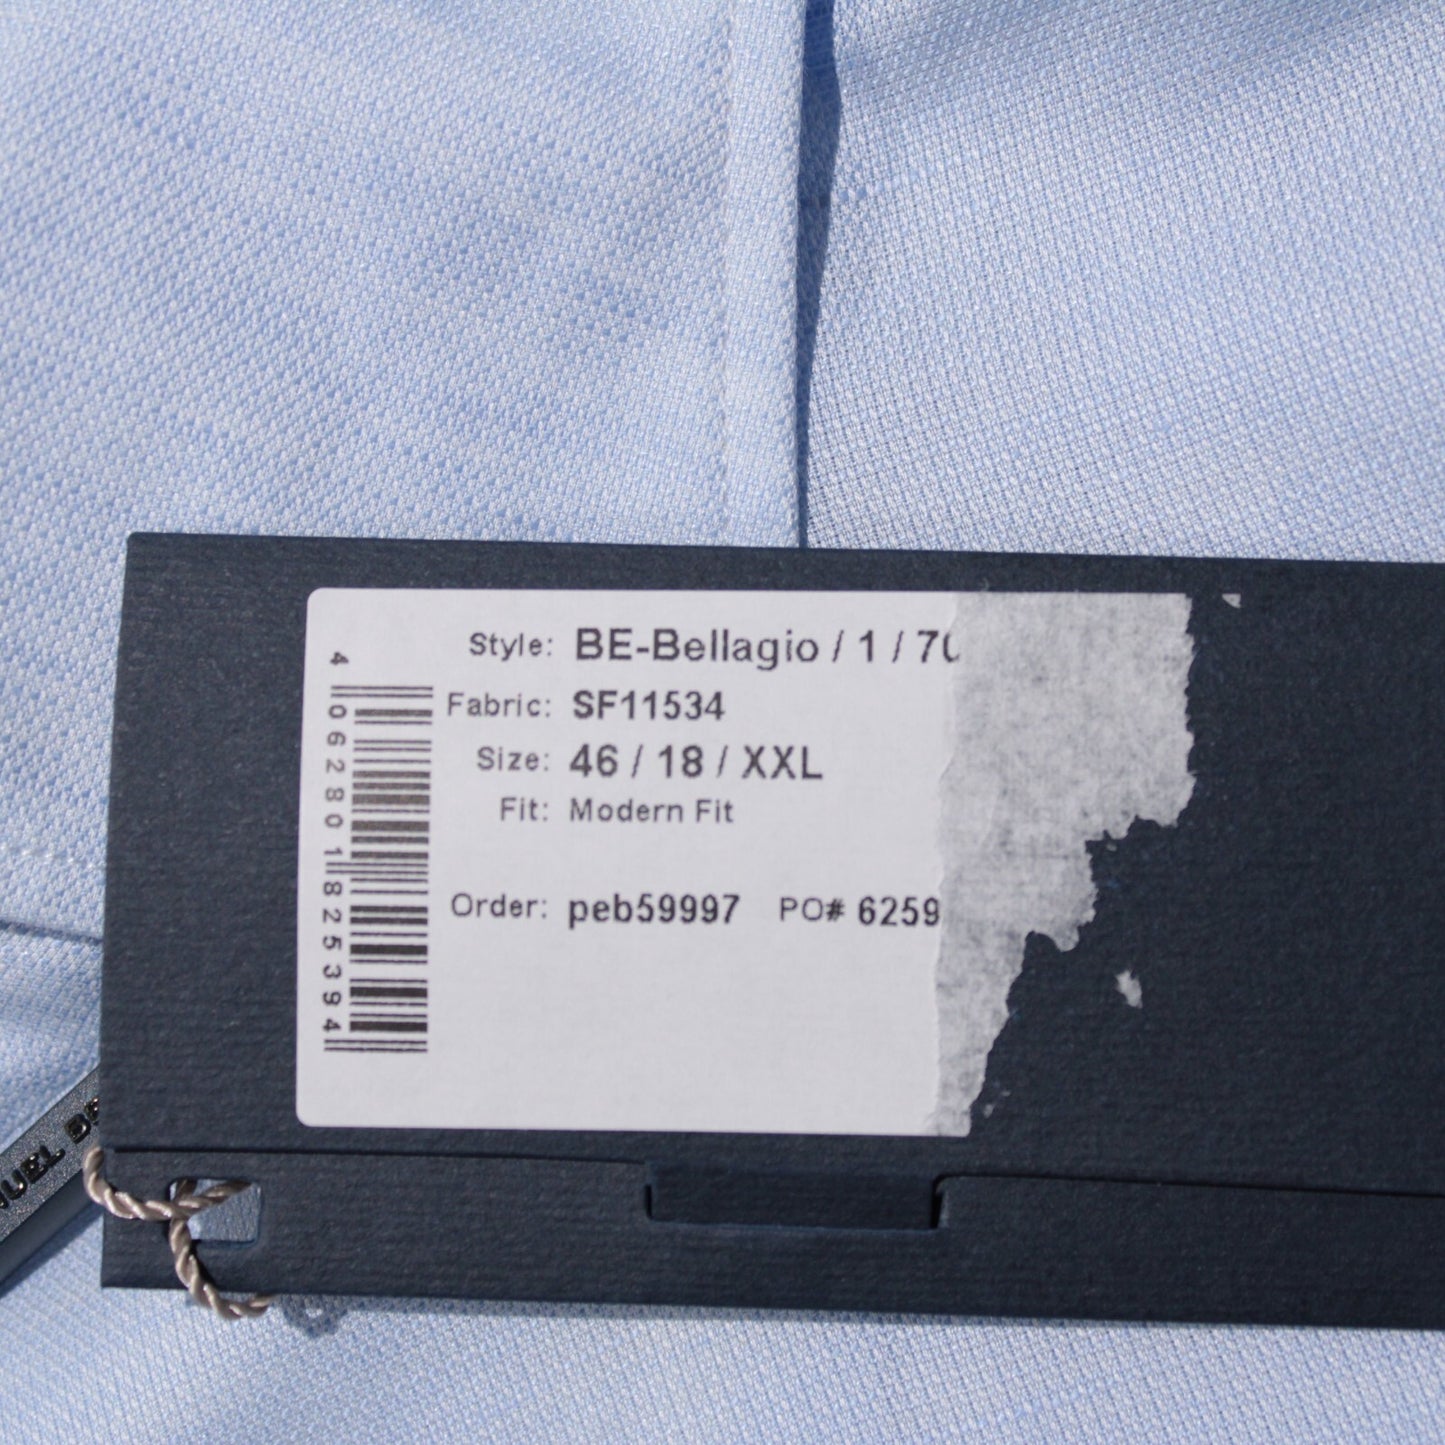 Style: BE-Bellagio / 1 / 70
Fabric: SF11534
Size: 46 / 18 / XXL
Fit: Modern Fit
Order: peb59997 PO# 6259
4 062801 825394